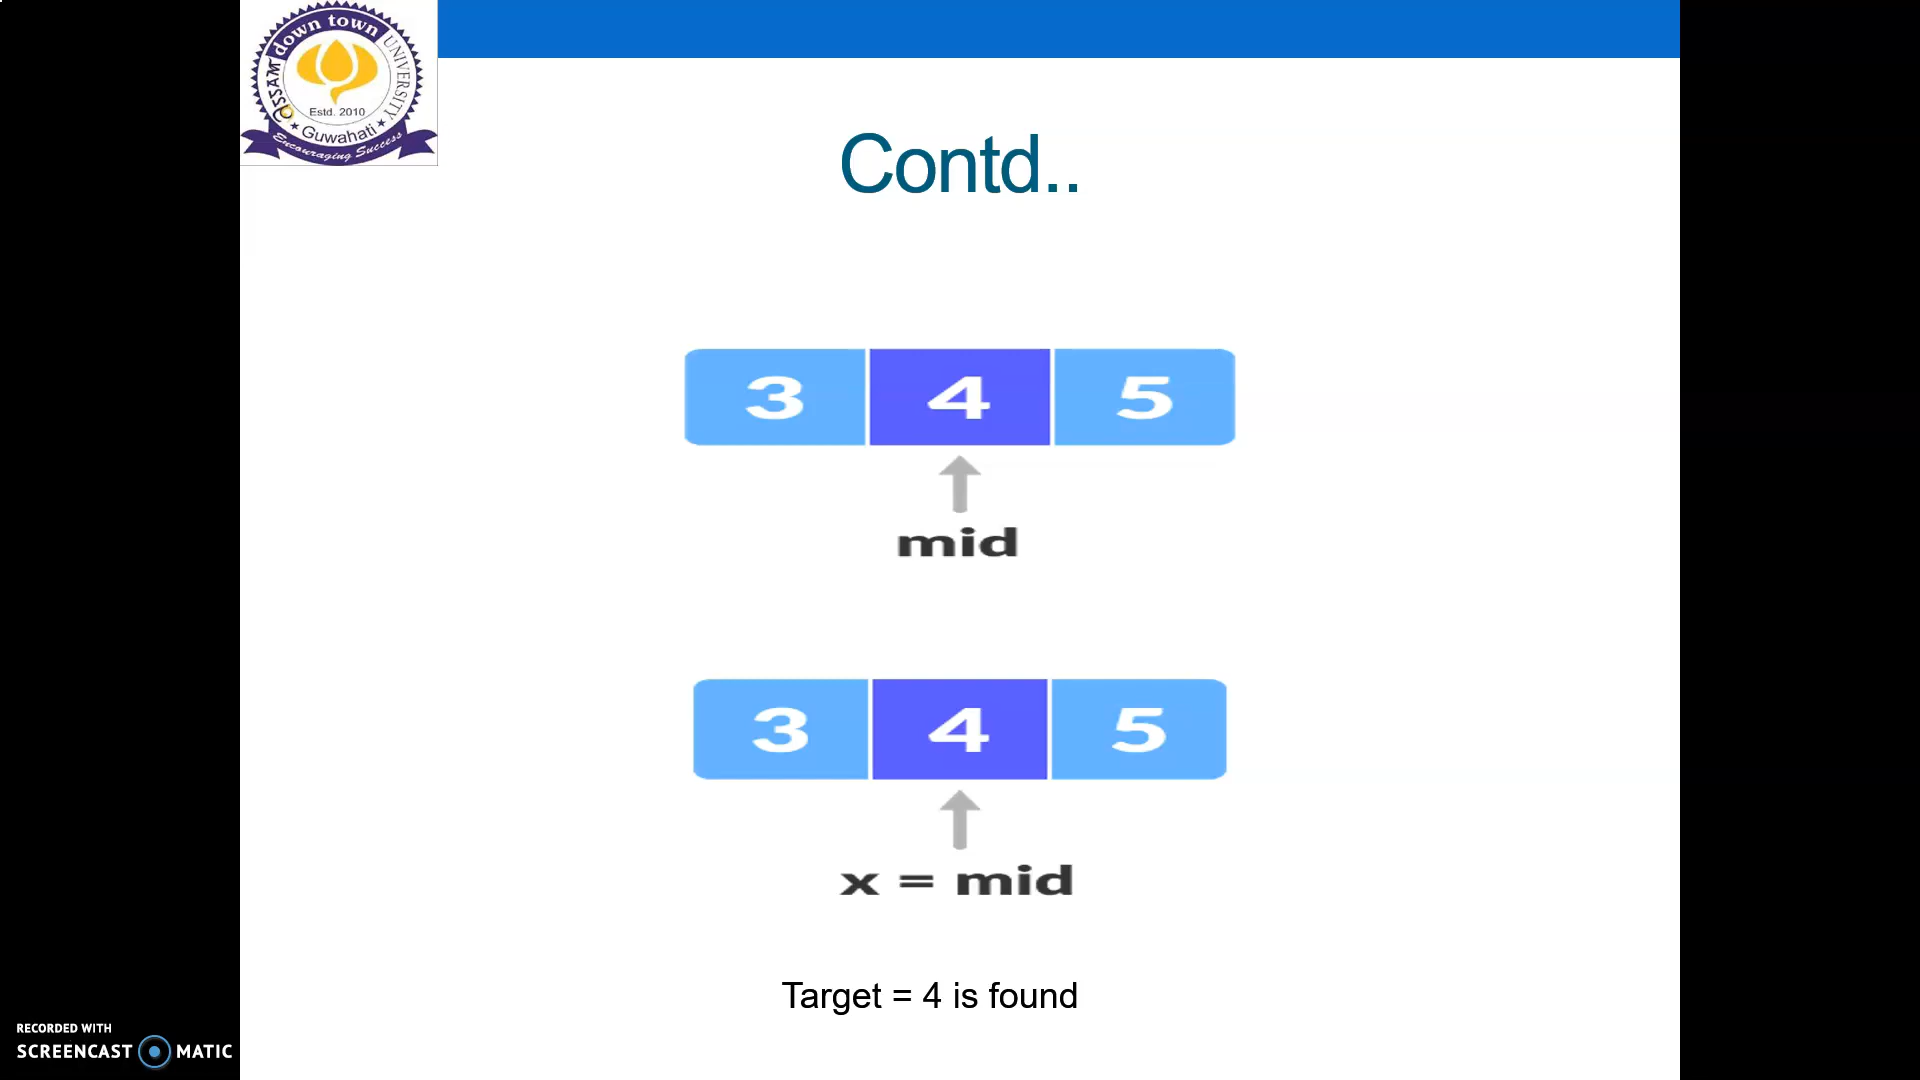 assam down town UNIVERSITY
Estd. 2010
Guwahati
Encouraging Success
Contd..
3 4 5
mid
3 4 5
x = mid
Target = 4 is found
RECORDED WITH
SCREENCAST MATIC